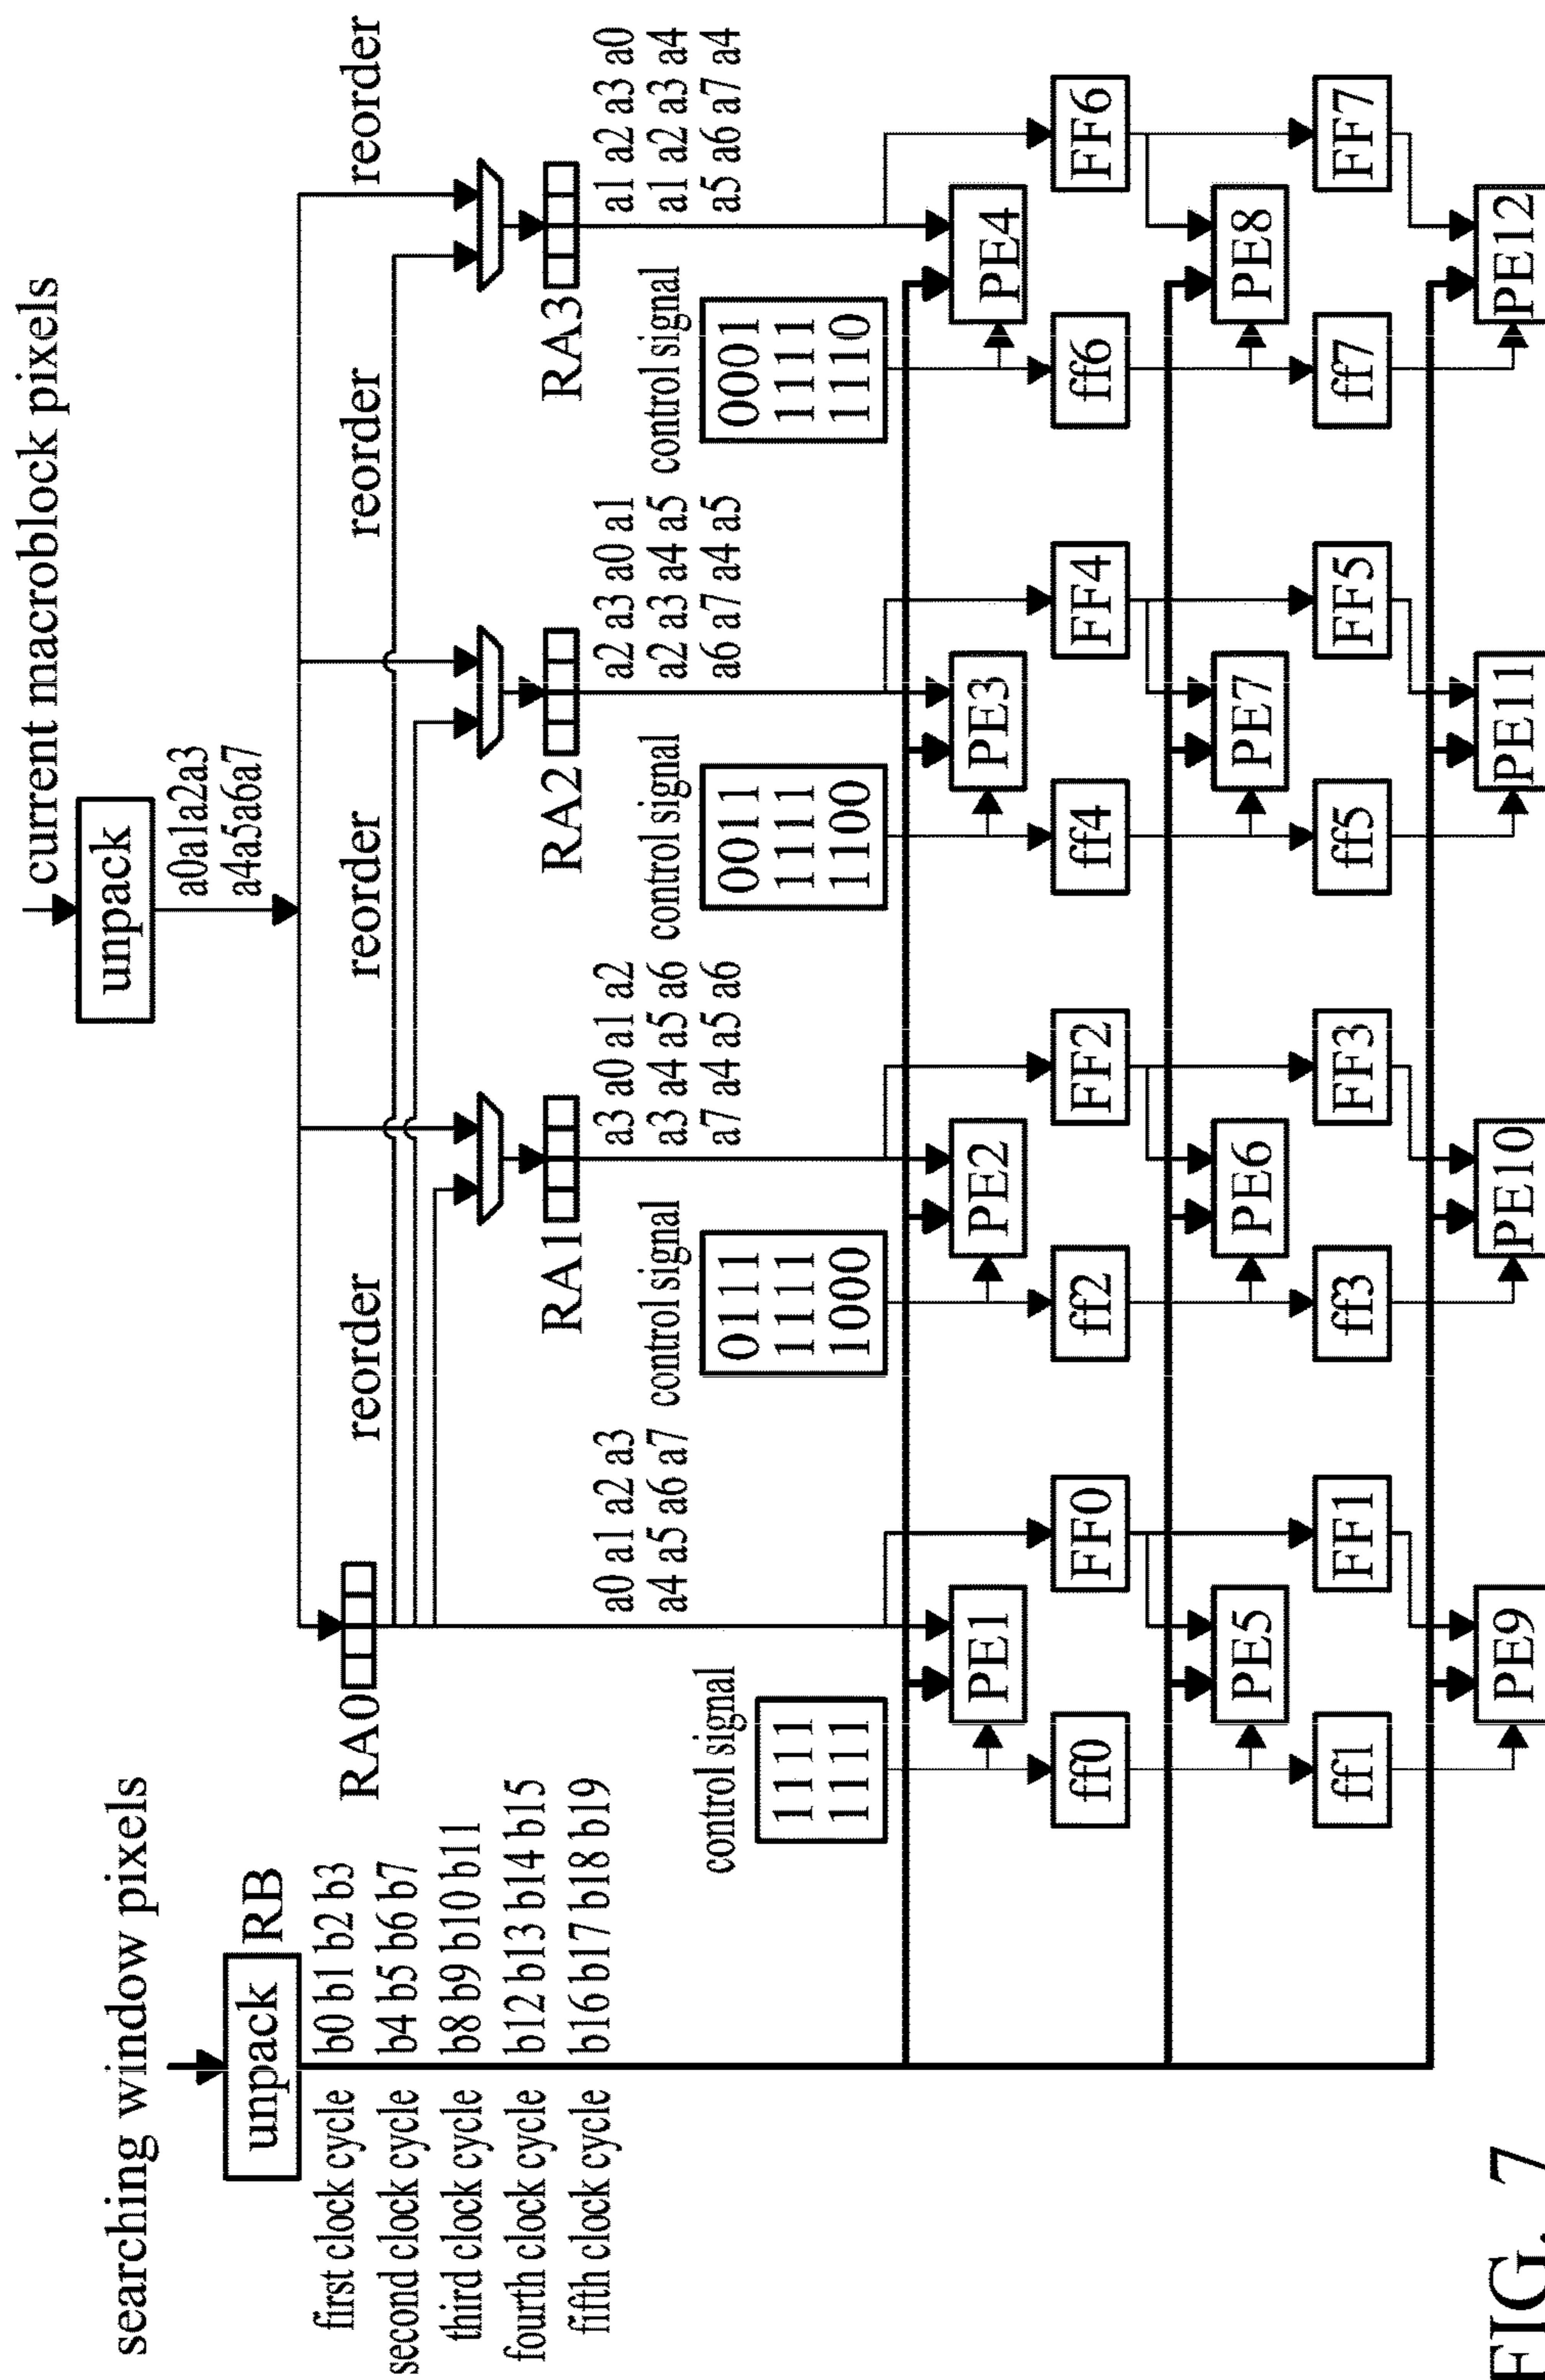 current macroblock pixels
unpack
a0a1a2a3
a4a5a6a7
searching window pixels
unpack
RB
first clock cycle b0 b1 b2 b3
second clock cycle b4 b5 b6 b7
third clock cycle b8 b9 b10 b11
fourth clock cycle b12 b13 b14 b15
fifth clock cycle b16 b17 b18 b19
reorder
reorder
reorder
reorder
RA0
RA1
RA2
RA3
a0 a1 a2 a3
a4 a5 a6 a7
a3 a0 a1 a2
a3 a4 a5 a6
a7 a4 a5 a6
a2 a3 a0 a1
a2 a3 a4 a5
a6 a7 a4 a5
a1 a2 a3 a0
a1 a2 a3 a4
a5 a6 a7 a4
control signal
1111
1111
control signal
0111
1111
1000
control signal
0011
1111
1100
control signal
0001
1111
1110
PE1
PE2
PE3
PE4
ff0
FF0
ff2
FF2
ff4
FF4
ff6
FF6
PE5
PE6
PE7
PE8
ff1
FF1
ff3
FF3
ff5
FF5
ff7
FF7
PE9
PE10
PE11
PE12
FIG. 7